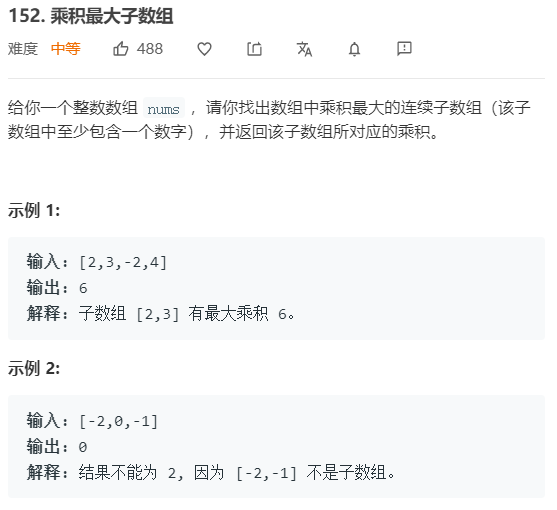 152. 乘积最大子数组
难度 中等 488
给你一个整数数组 nums ，请你找出数组中乘积最大的连续子数组（该子
数组中至少包含一个数字），并返回该子数组所对应的乘积。
示例 1:
输入: [2,3,-2,4]
输出: 6
解释: 子数组 [2,3] 有最大乘积 6。
示例 2:
输入: [-2,0,-1]
输出: 0
解释: 结果不能为 2, 因为 [-2,-1] 不是子数组。